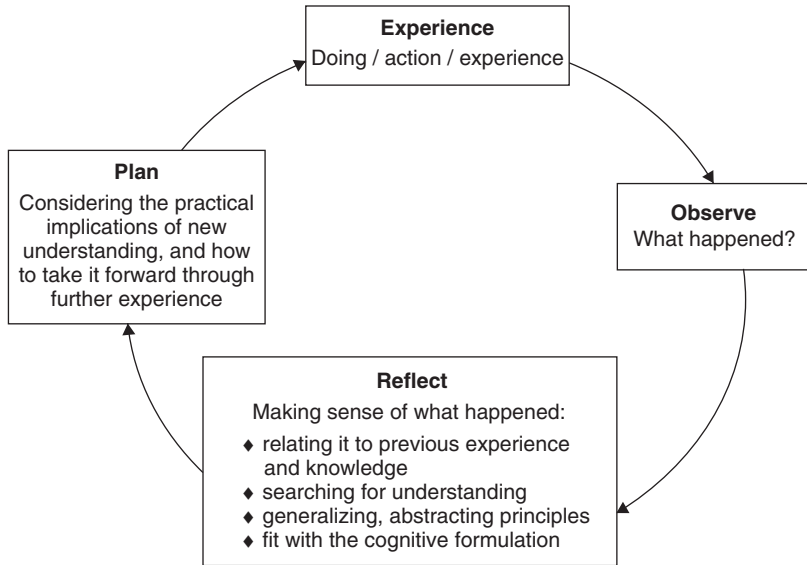 Experience
Doing / action / experience
Observe
What happened?
Reflect
Making sense of what happened:
♦ relating it to previous experience
and knowledge
♦ searching for understanding
♦ generalizing, abstracting principles
♦ fit with the cognitive formulation
Plan
Considering the practical
implications of new
understanding, and how
to take it forward through
further experience